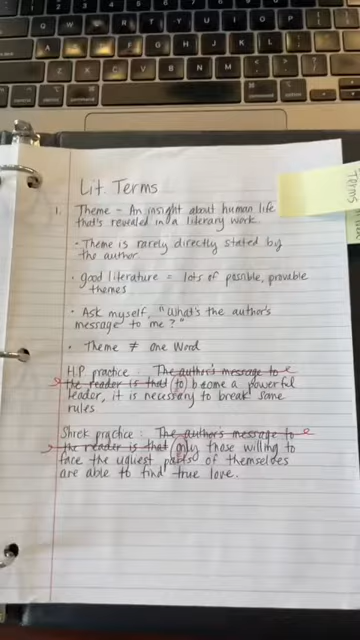 Lit Terms
Terms
1. Theme - An insight about human life
that's revealed in a literary work.
• Theme is rarely directly stated by
the author
• Good literature = lots of possible, provable
themes
• Ask myself, "what's the author's
message to me?"
• Theme ≠ One Word
H.P. practice: The author's message to
the reader is that (to) become a powerful
leader, it is necessary to break some
rules.
Shrek practice: The author's message to
the reader is that only those willing to
face the ugliest parts of themselves
are able to find true love.